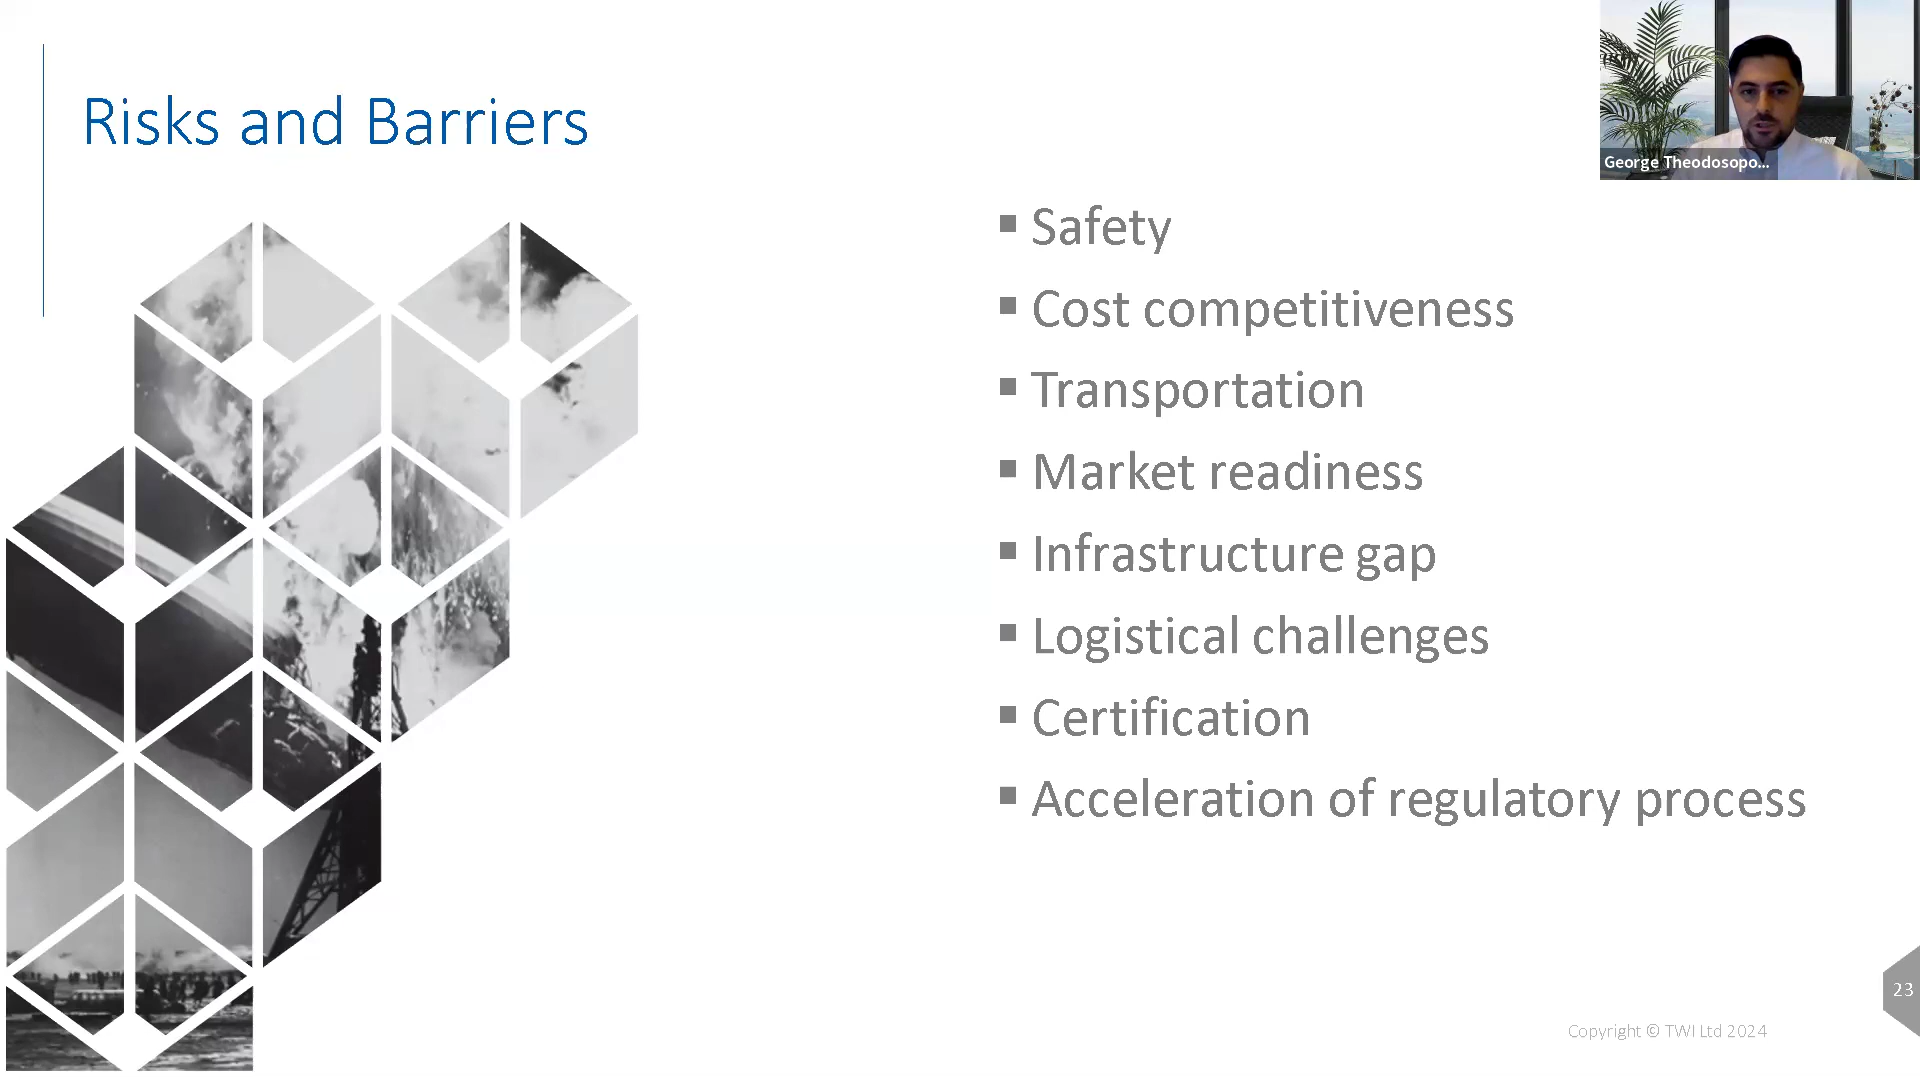 Risks and Barriers
George Theodosopo...
▪ Safety
▪ Cost competitiveness
▪ Transportation
▪ Market readiness
▪ Infrastructure gap
▪ Logistical challenges
▪ Certification
▪ Acceleration of regulatory process
23
Copyright © TWI Ltd 2024